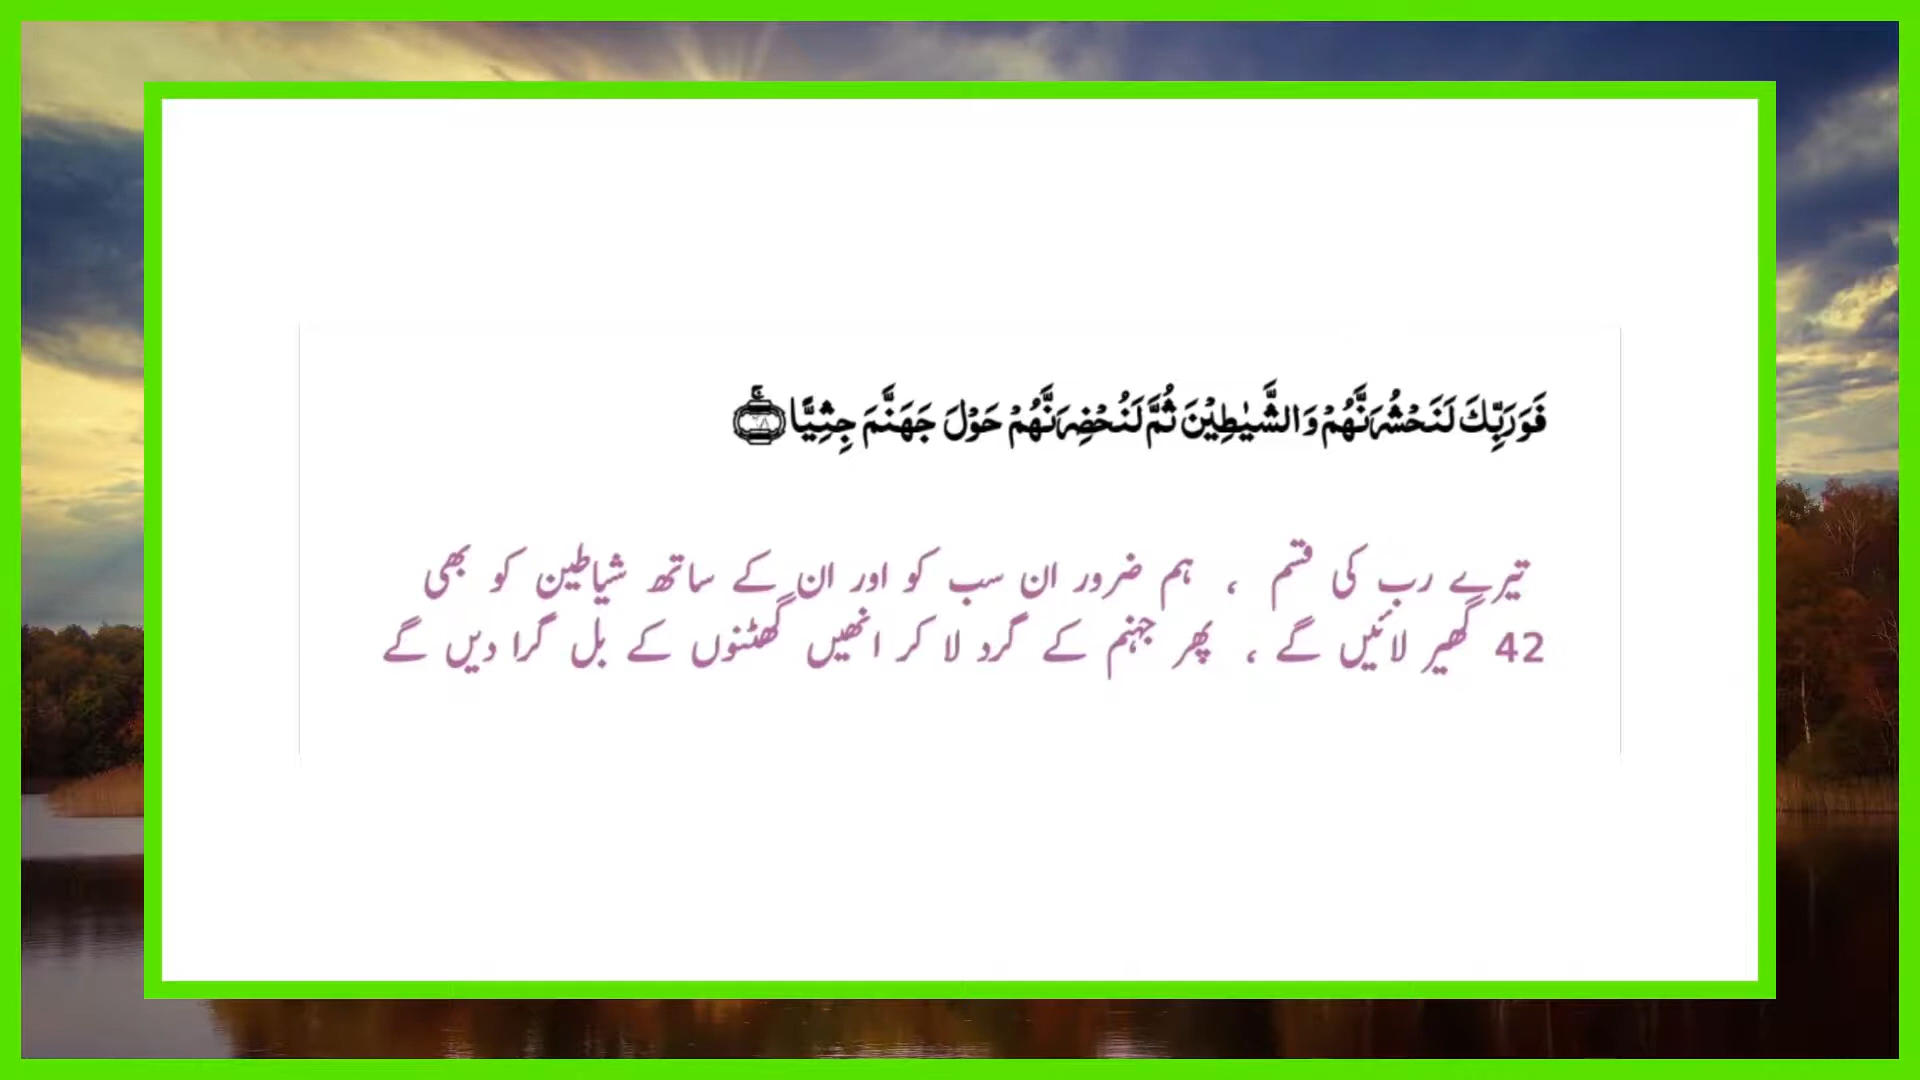 فَوَرَبِّكَ لَنَحْشُرَنَّهُمْ وَالشَّيٰطِيْنَ ثُمَّ لَنُحْضِرَنَّهُمْ حَوْلَ جَهَنَّمَ جِثِيًّا ۚ﴿۶۸﴾
تیرے رب کی قسم ، ہم ضرور ان سب کو اور ان کے ساتھ شیاطین کو بھی
42 گھیر لائیں گے ، پھر جہنم کے گرد لا کر انھیں گھٹنوں کے بل گرا دیں گے